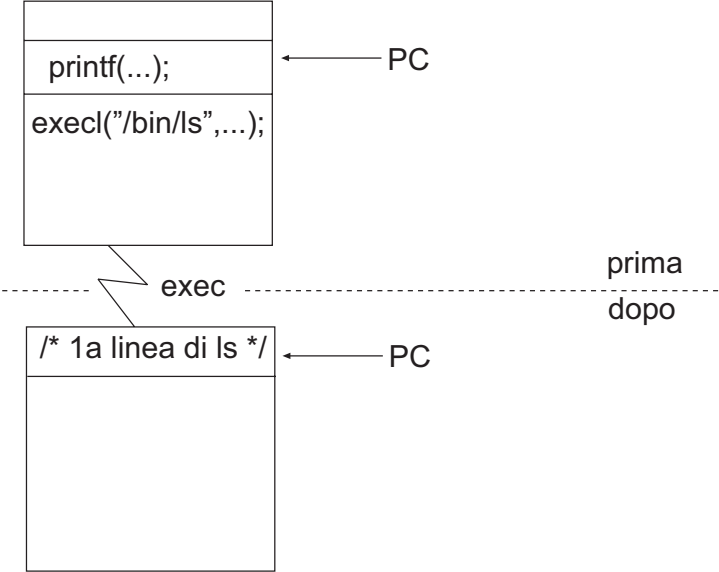 printf(...);
PC
execl(”/bin/ls”,...);
prima
exec
dopo
/* 1a linea di ls */
PC